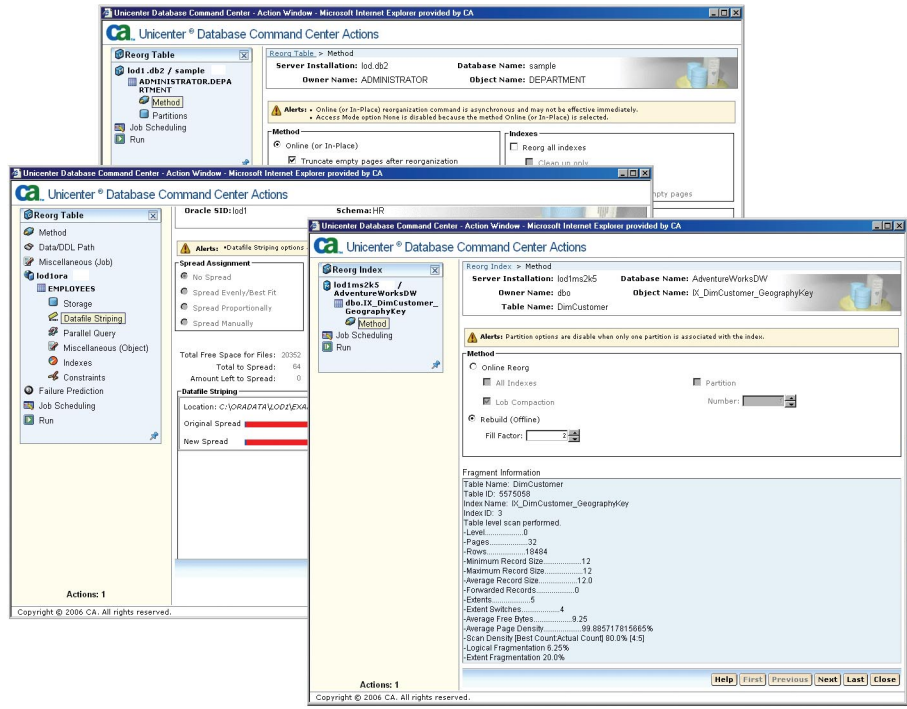 Unicenter Database Command Center - Action Window - Microsoft Internet Explorer provided by CA
ca Unicenter ® Database Command Center Actions
Reorg Table
lod1.db2 / sample
ADMINISTRATOR.DEPA
RTMENT
Method
Partitions
Job Scheduling
Run
Reorg Table > Method
Server Installation: lod.db2 Database Name: sample
Owner Name: ADMINISTRATOR Object Name: DEPARTMENT
Alerts: • Online (or In-Place) reorganization command is asynchronous and may not be effective immediately.
• Access Mode option None is disabled because the method Online (or In-Place) is selected.
Method
Online (or In-Place)
Truncate empty pages after reorganization
Indexes
Reorg all indexes
Clean up only
mpty pages
Unicenter Database Command Center - Action Window - Microsoft Internet Explorer provided by CA
ca Unicenter ® Database Command Center Actions
Reorg Table
Method
Data/DDL Path
Miscellaneous (Job)
lod1ora
EMPLOYEES
Storage
Datafile Striping
Parallel Query
Miscellaneous (Object)
Indexes
Constraints
Failure Prediction
Job Scheduling
Run
Actions: 1
Copyright © 2006 CA. All rights reserved.
Oracle SID: lod1 Schema: HR
Alerts: •Datafile Striping options
Spread Assignment
No Spread
Spread Evenly/Best Fit
Spread Proportionally
Spread Manually
Total Free Space for Files: 20352
Total to Spread: 64
Amount Left to Spread: 0
Datafile Striping
Location: C:\ORADATA\LOD1\EXA
Original Spread
New Spread
Unicenter Database Command Center - Action Window - Microsoft Internet Explorer provided by CA
ca Unicenter ® Database Command Center Actions
Reorg Index
lod1ms2k5 /
AdventureWorksDW
dbo.IX_DimCustomer_
GeographyKey
Method
Job Scheduling
Run
Actions: 1
Copyright © 2006 CA. All rights reserved.
Reorg Index > Method
Server Installation: lod1ms2k5 Database Name: AdventureWorksDW
Owner Name: dbo Object Name: IX_DimCustomer_GeographyKey
Table Name: DimCustomer
Alerts: Partition options are disable when only one partition is associated with the index.
Method
Online Reorg
All Indexes Partition
Lob Compaction Number:
Rebuild (Offline)
Fill Factor: 2
Fragment Information
Table Name: DimCustomer
Table ID: 5575058
Index Name: IX_DimCustomer_GeographyKey
Index ID: 3
Table level scan performed.
-Level....................0
-Pages..................32
-Rows..................18484
-Minimum Record Size.................12
-Maximum Record Size.................12
-Average Record Size.................12.0
-Forwarded Records.................0
-Extents.................5
-Extent Switches.................4
-Average Free Bytes.................9.25
-Average Page Density.................99.885717815665%
-Scan Density [Best Count:Actual Count] 80.0% [4:5]
-Logical Fragmentation 6.25%
-Extent Fragmentation 20.0%
Help First Previous Next Last Close